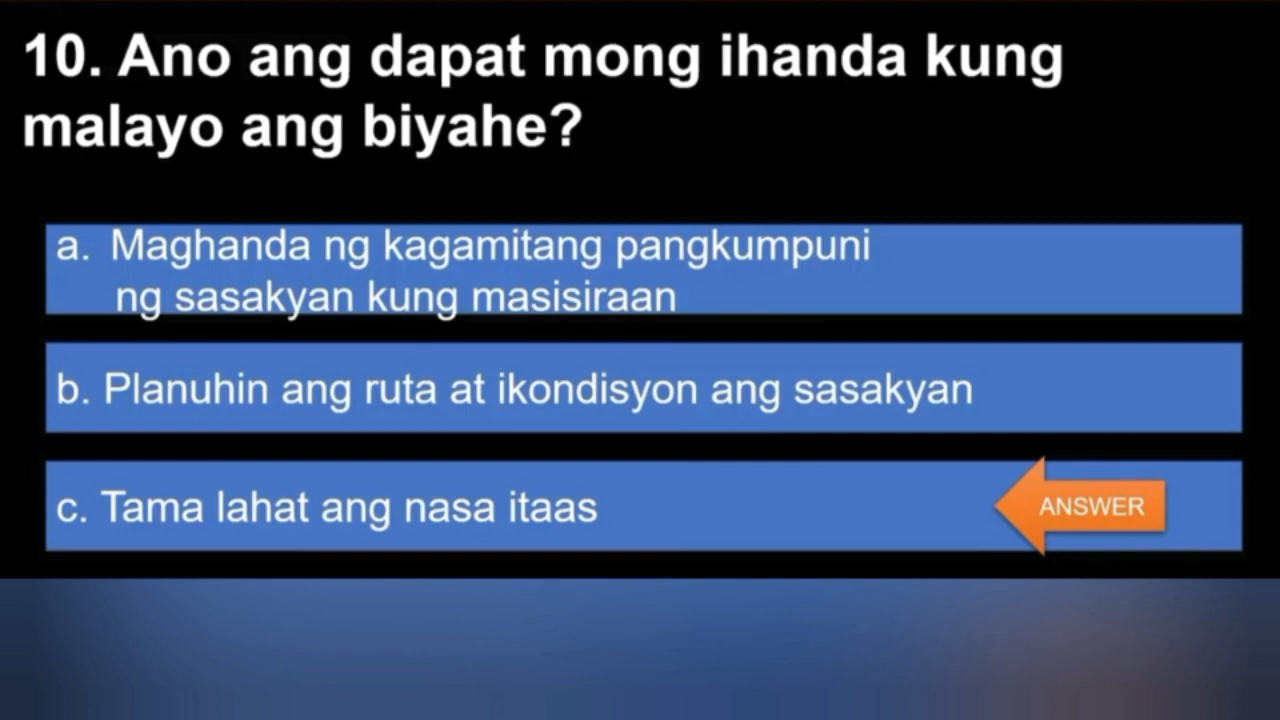 10. Ano ang dapat mong ihanda kung
malayo ang biyahe?
a. Maghanda ng kagamitang pangkumpuni
ng sasakyan kung masisiraan
b. Planuhin ang ruta at ikondisyon ang sasakyan
c. Tama lahat ang nasa itaas
ANSWER